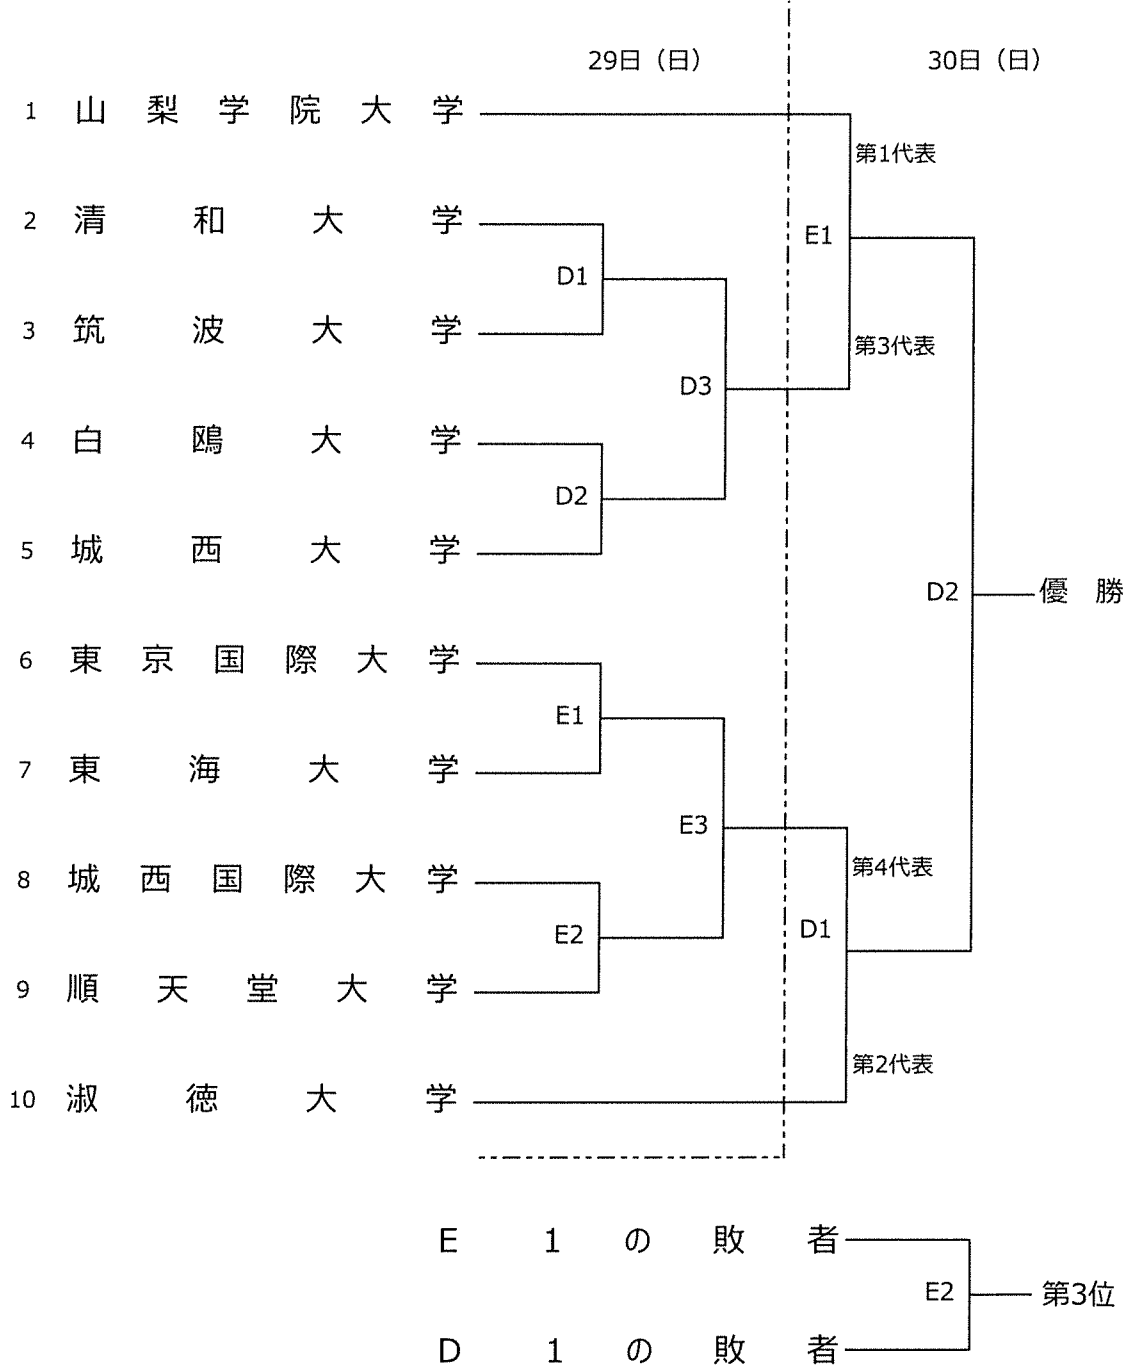 29日（日）
30日（日）
1 山梨学院大学
第1代表
2 清和大学
E1
D1
3 筑波大学
第3代表
D3
4 白鴎大学
D2
5 城西大学
D2
優勝
6 東京国際大学
E1
7 東海大学
E3
第4代表
8 城西国際大学
D1
E2
9 順天堂大学
第2代表
10 淑徳大学
E1の敗者
E2
第3位
D1の敗者